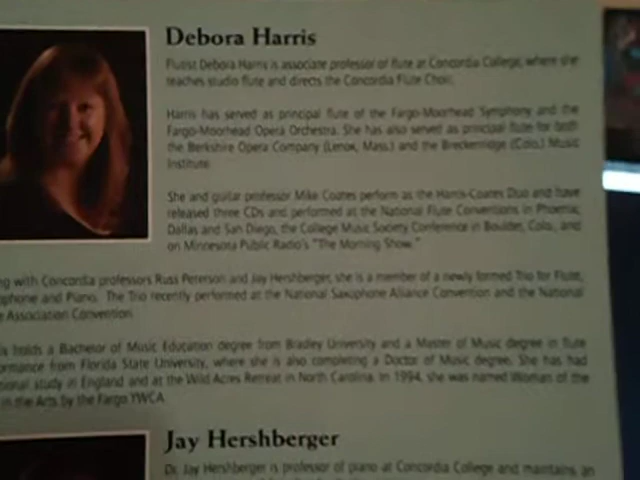 Debora Harris
Flutist Debora Harris is associate professor of flute at Concordia College, where she
teaches studio flute and directs the Concordia Flute Choir.
Harris has served as principal flute of the Fargo-Moorhead Symphony and the
Fargo-Moorhead Opera Orchestra. She has also served as principal flute for both
the Berkshire Opera Company (Lenox, Mass.) and the Breckenridge (Colo.) Music
Institute.
She and guitar professor Mike Coates perform as the Harris-Coates Duo and have
released three CDs and performed at the National Flute Conventions in Phoenix,
Dallas and San Diego, the College Music Society Conference in Boulder, Colo., and
on Minnesota Public Radio's "The Morning Show."
ng with Concordia professors Russ Peterson and Jay Hershberger, she is a member of a newly formed Trio for Flute,
ophone and Piano. The Trio recently performed at the National Saxophone Alliance Convention and the National
e Association Convention.
is holds a Bachelor of Music Education degree from Bradley University and a Master of Music degree in flute
ormance from Florida State University, where she is also completing a Doctor of Music degree. She has had
ional study in England and at the Wild Acres Retreat in North Carolina. In 1994, she was named Woman of the
in the Arts by the Fargo YWCA.
Jay Hershberger
Dr. Jay Hershberger is professor of piano at Concordia College and maintains an